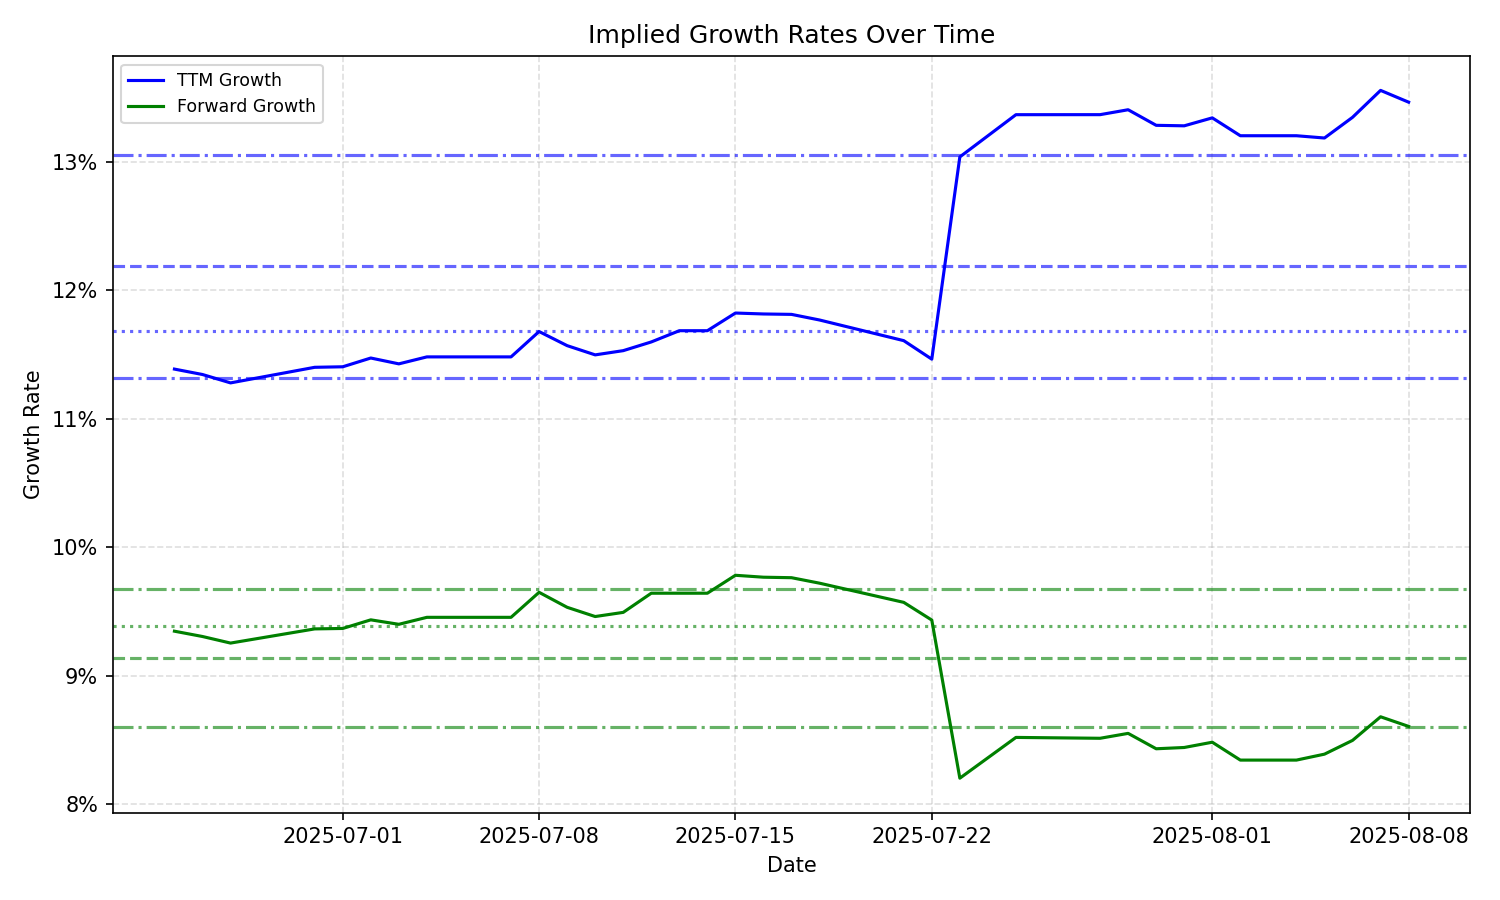 Implied Growth Rates Over Time
TTM Growth
Forward Growth
13%
12%
11%
10%
9%
8%
Growth Rate
2025-07-01 2025-07-08 2025-07-15 2025-07-22 2025-08-01 2025-08-08
Date